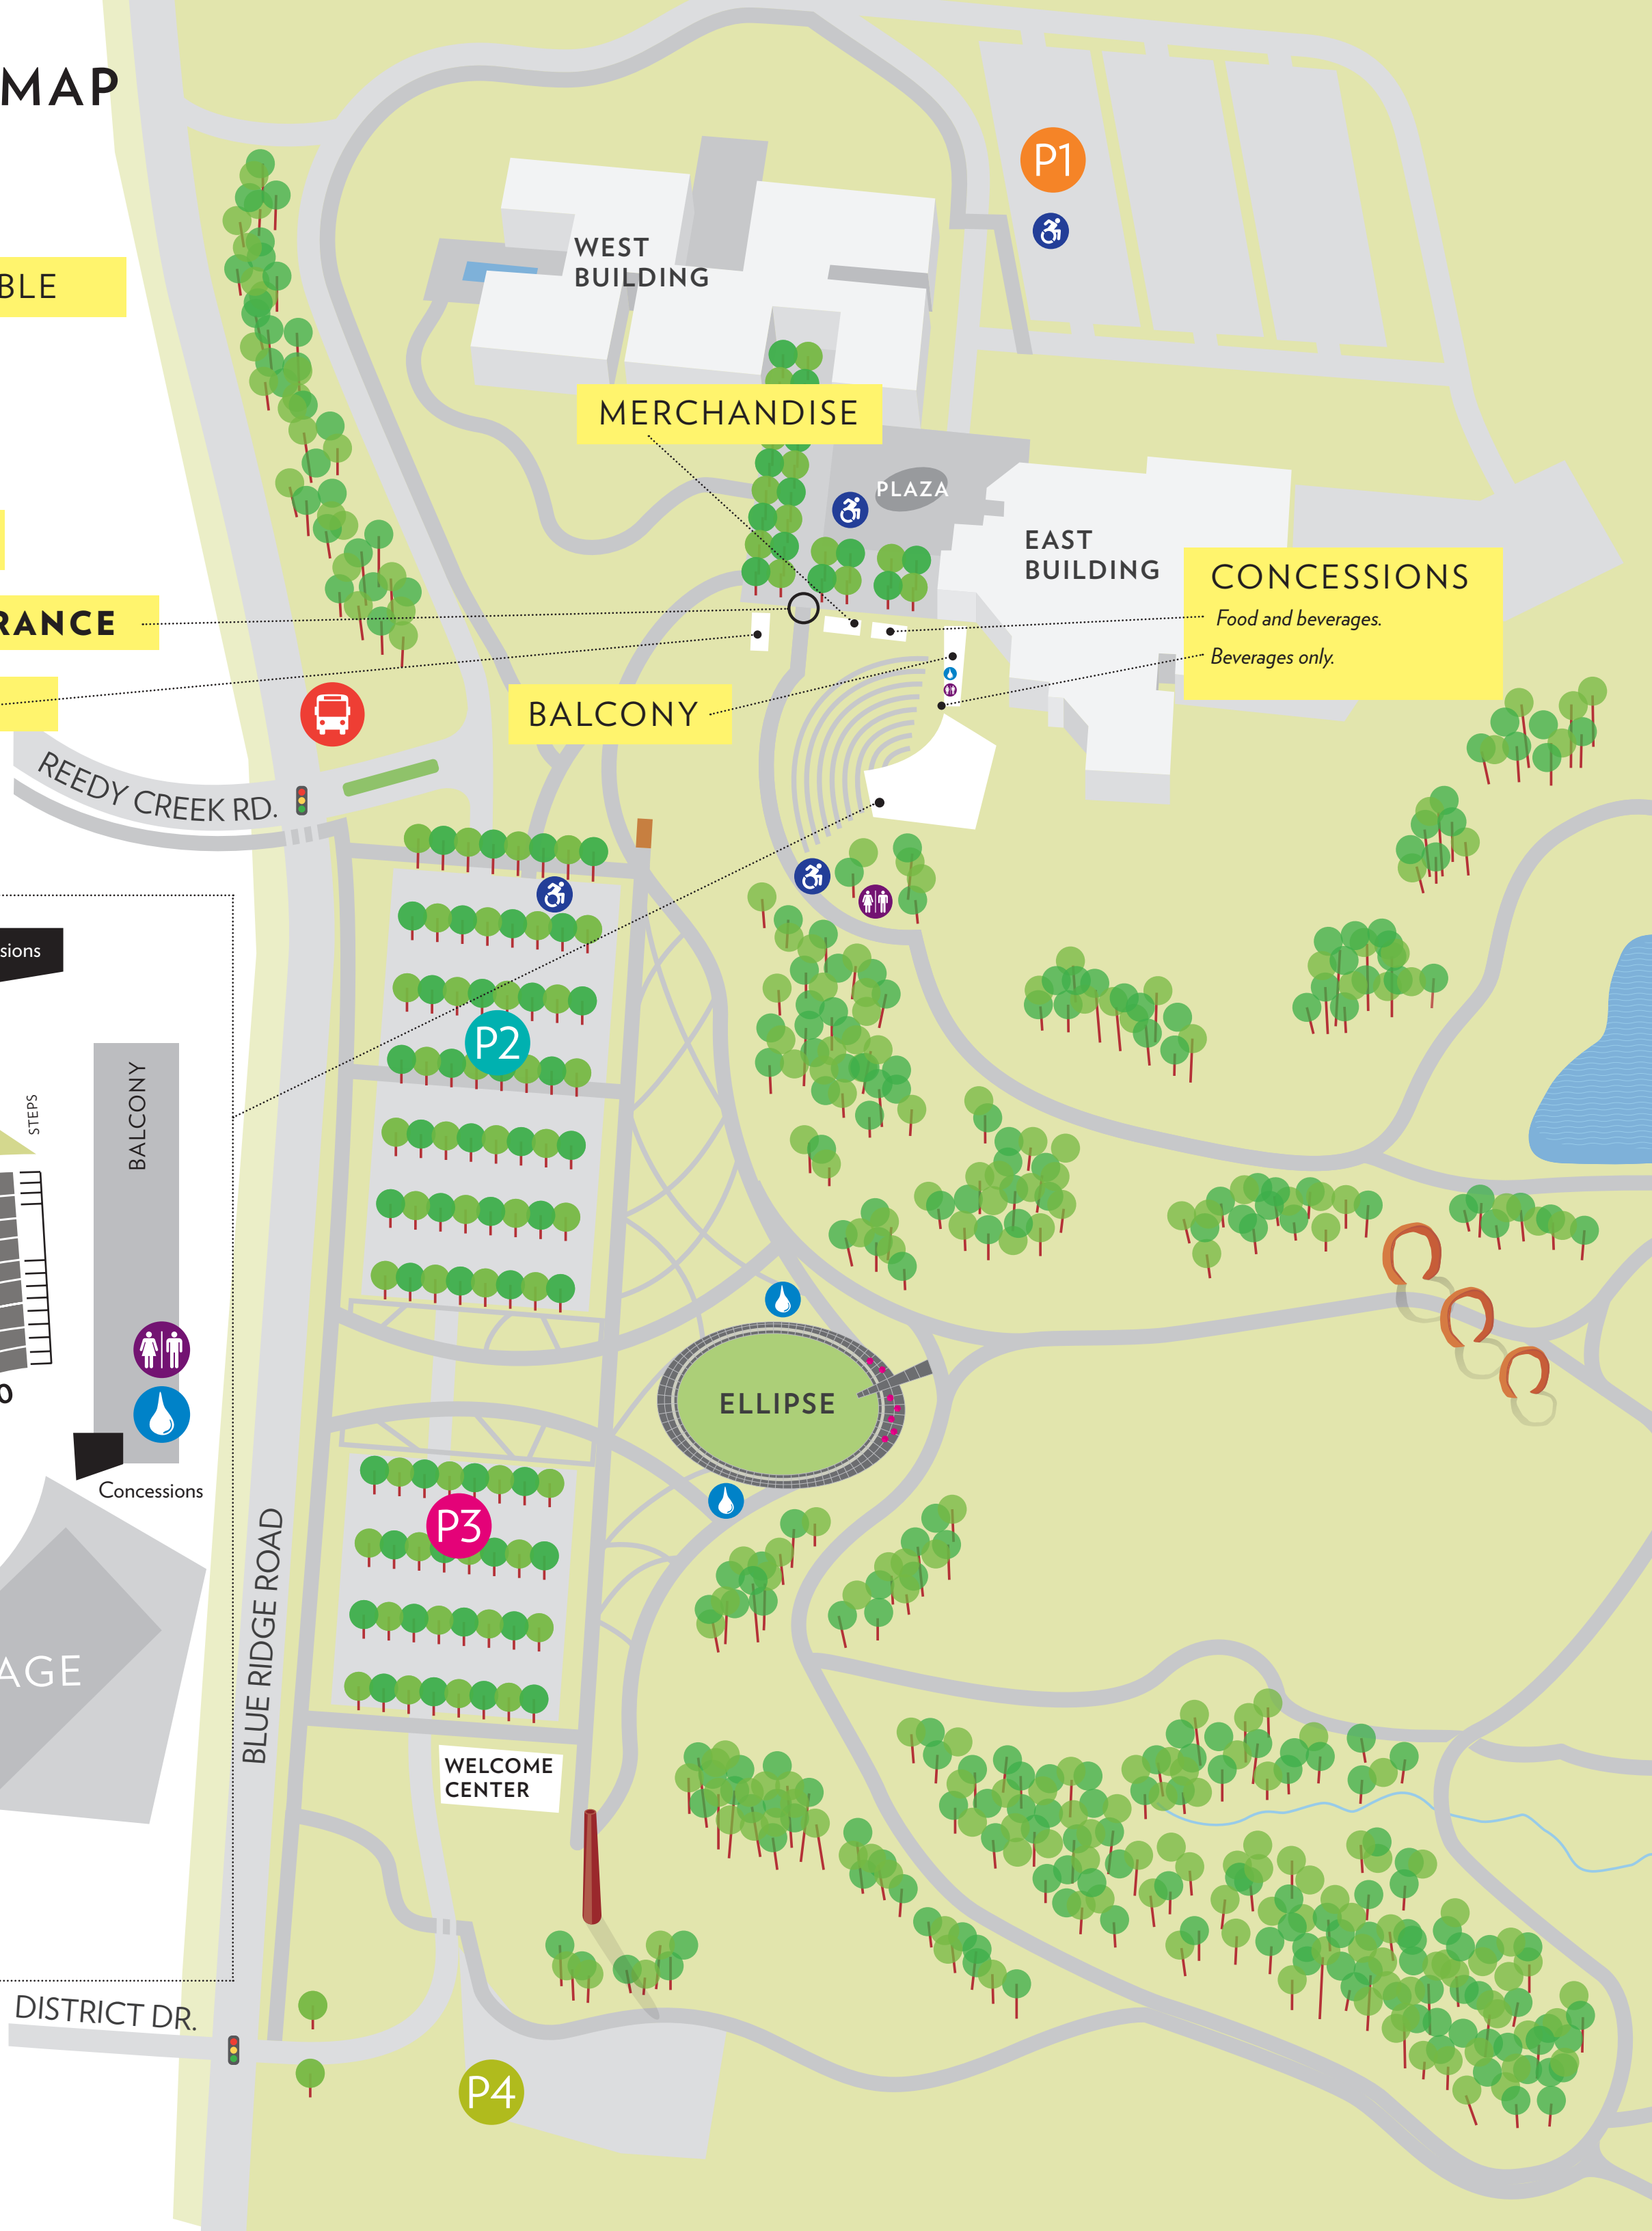 MAP
P1
WEST
BUILDING
BLE
MERCHANDISE
PLAZA
EAST
BUILDING
CONCESSIONS
Food and beverages.
Beverages only.
RANCE
BALCONY
REEDY CREEK RD.
sions
P2
BALCONY
STEPS
ELLIPSE
Concessions
P3
BLUE RIDGE ROAD
AGE
WELCOME
CENTER
DISTRICT DR.
P4